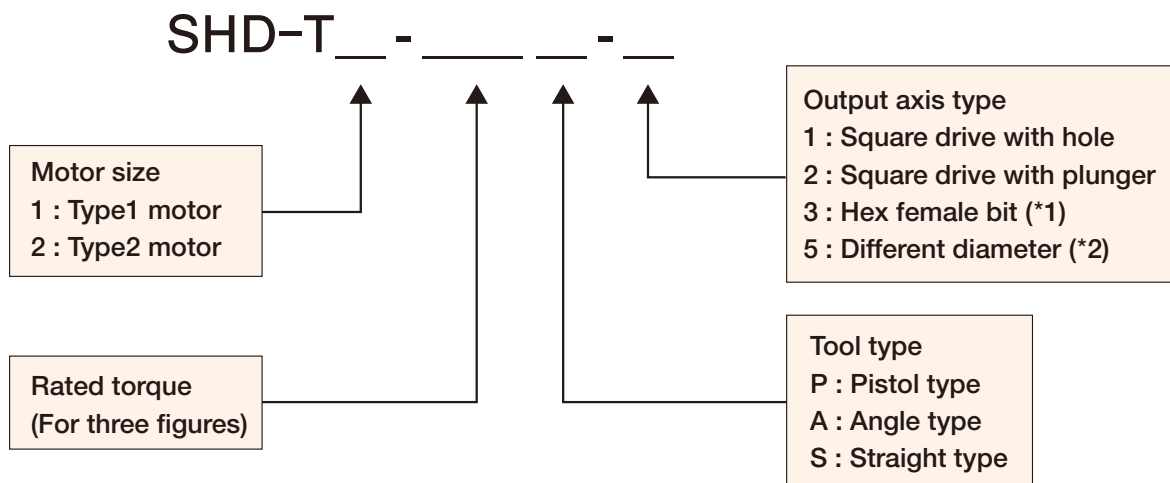 SHD-T__-____ __-__
Motor size
1 : Type1 motor
2 : Type2 motor
Rated torque
(For three figures)
Output axis type
1 : Square drive with hole
2 : Square drive with plunger
3 : Hex female bit (*1)
5 : Different diameter (*2)
Tool type
P : Pistol type
A : Angle type
S : Straight type